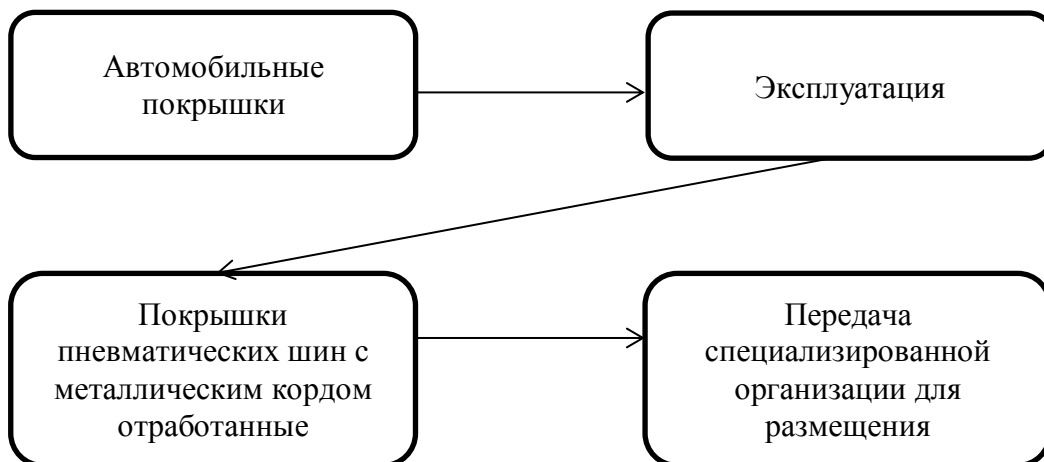 Автомобильные
покрышки
Эксплуатация
Покрышки
пневматических шин с
металлическим кордом
отработанные
Передача
специализированной
организации для
размещения